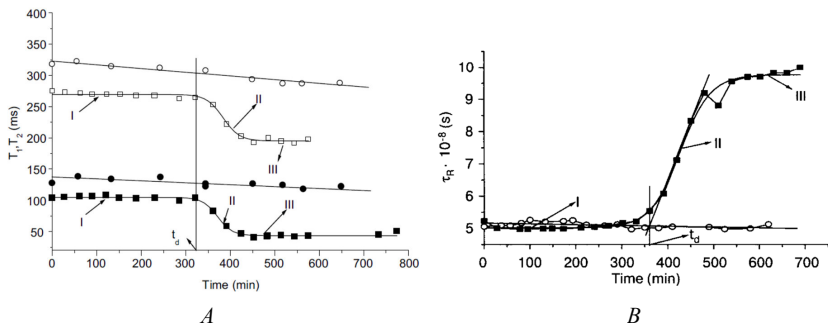 A
400
350
300
250
200
150
100
50
T1,T2 (ms)
I
II
III
I
II
III
td
0 100 200 300 400 500 600 700 800
Time (min)
A
B
10
9
8
7
6
5
4
τR · 10-8 (s)
I
II
III
td
0 100 200 300 400 500 600 700
Time (min)
B